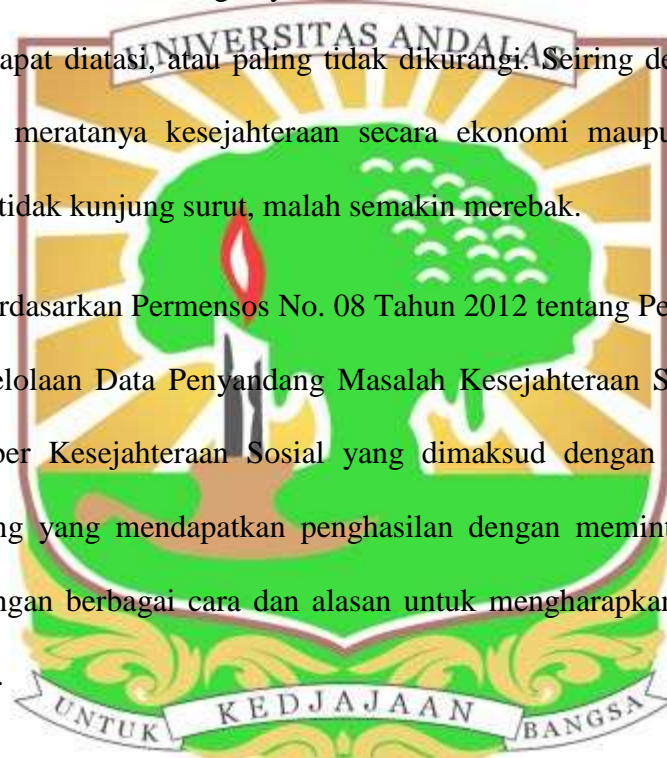 UNIVERSITAS ANDALAS
apat diatasi, atau paling tidak dikurangi. Seiring de
meratanya kesejahteraan secara ekonomi maupu
tidak kunjung surut, malah semakin merebak.
rdasarkan Permensos No. 08 Tahun 2012 tentang Pe
elolaan Data Penyandang Masalah Kesejahteraan S
ber Kesejahteraan Sosial yang dimaksud dengan
ng yang mendapatkan penghasilan dengan memint
ngan berbagai cara dan alasan untuk mengharapkan
UNTUK KEDJAJAAN BANGSA